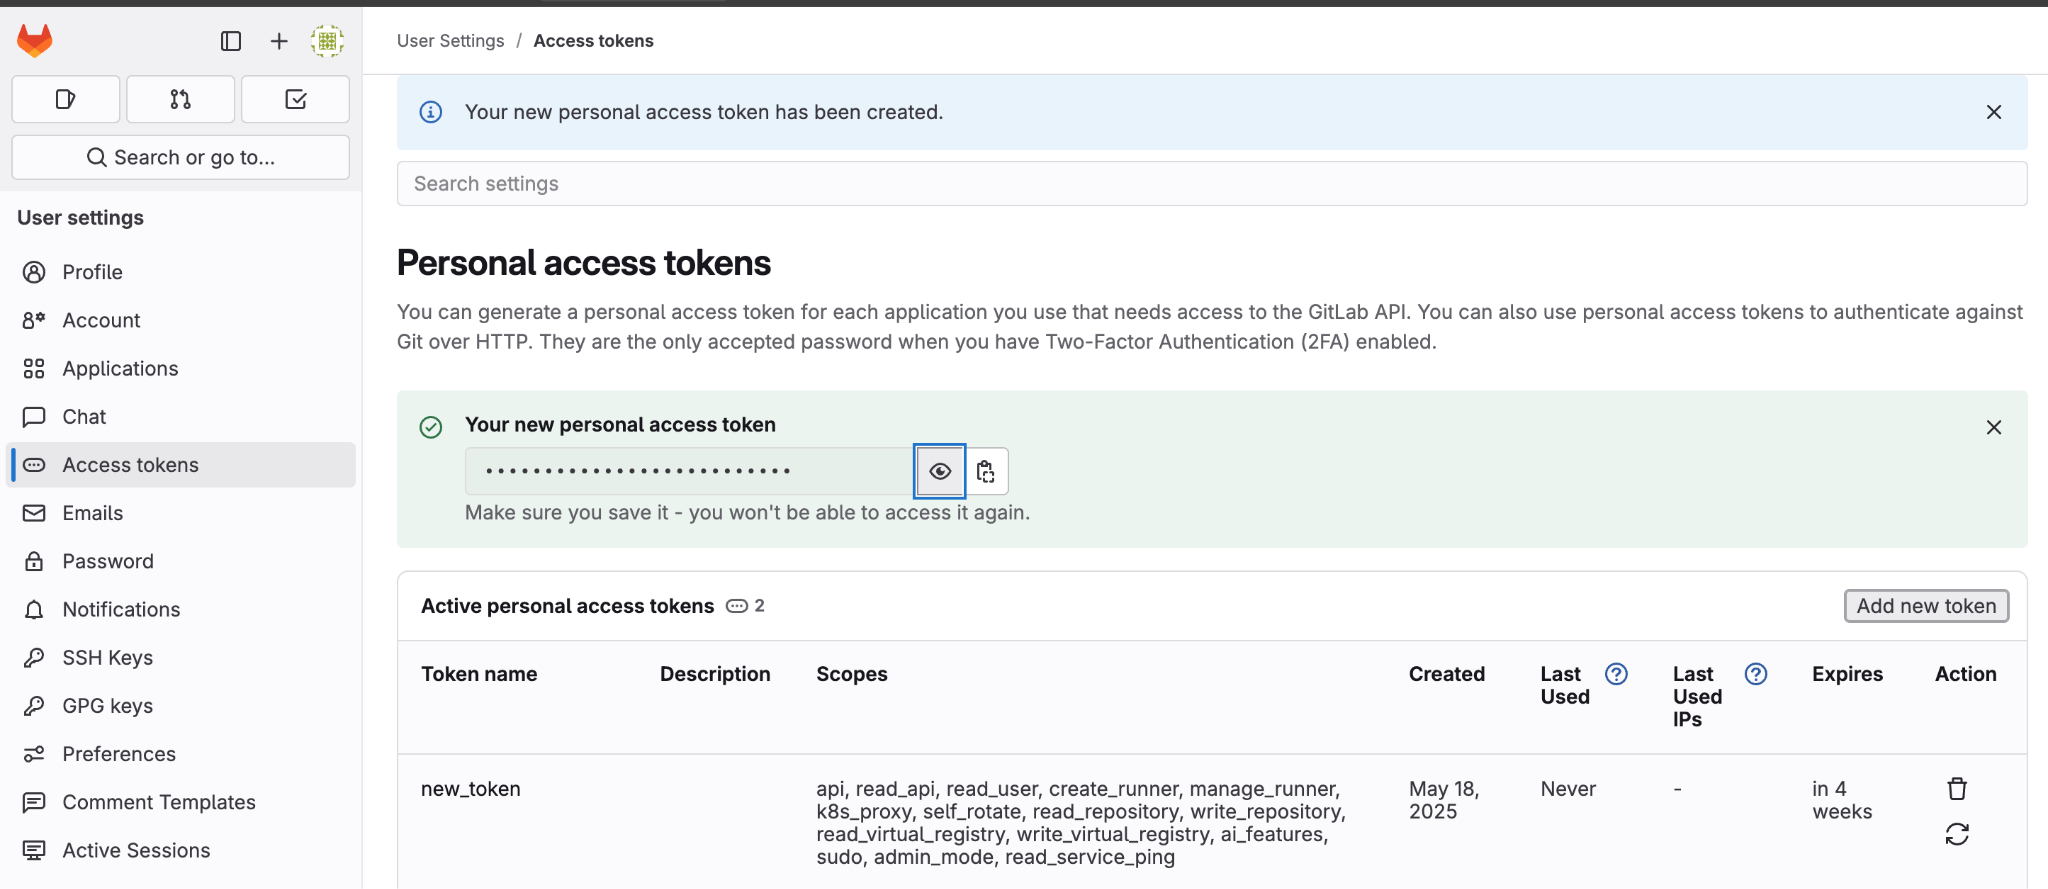 User Settings / Access tokens
Your new personal access token has been created.
Search or go to...
Search settings
User settings
Profile
Account
Applications
Chat
Access tokens
Emails
Password
Notifications
SSH Keys
GPG keys
Preferences
Comment Templates
Active Sessions
Personal access tokens
You can generate a personal access token for each application you use that needs access to the GitLab API. You can also use personal access tokens to authenticate against
Git over HTTP. They are the only accepted password when you have Two-Factor Authentication (2FA) enabled.
Your new personal access token
••••••••••••••••••••••••••
Make sure you save it - you won't be able to access it again.
Active personal access tokens 2
Add new token
Token name Description Scopes Created Last Used Last Used IPs Expires Action
new_token
api, read_api, read_user, create_runner, manage_runner,
k8s_proxy, self_rotate, read_repository, write_repository,
read_virtual_registry, write_virtual_registry, ai_features,
sudo, admin_mode, read_service_ping
May 18,
2025
Never
-
in 4
weeks